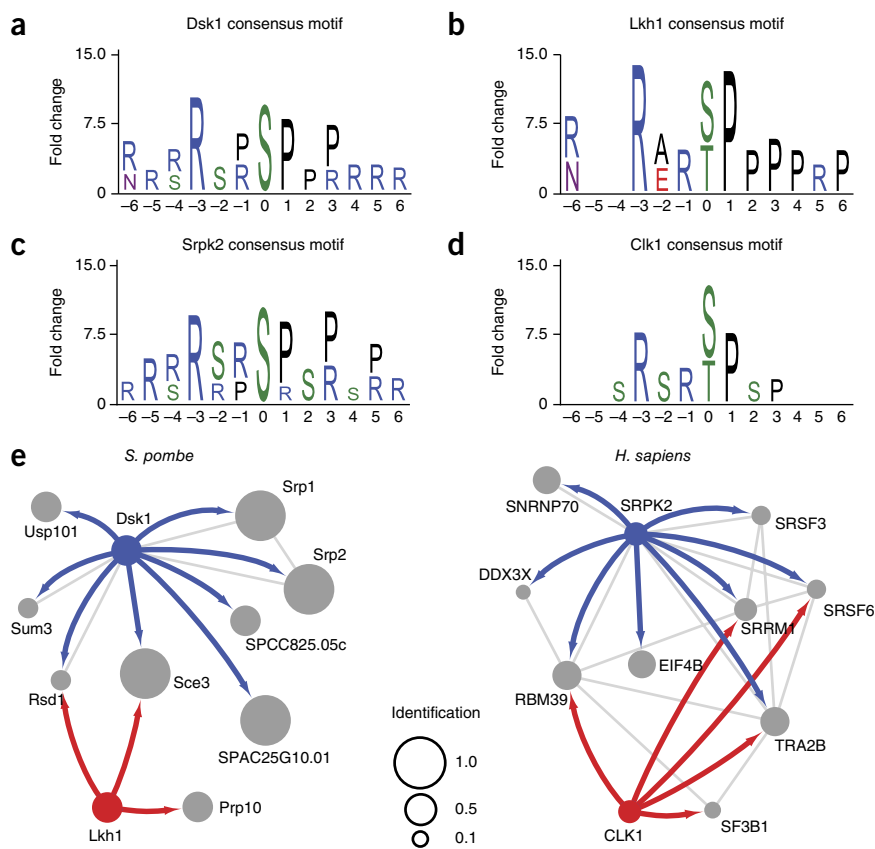 a
Dsk1 consensus motif
Fold change
15.0
7.5
0
R N R R S R S P R S P P P R R R R
–6 –5 –4 –3 –2 –1 0 1 2 3 4 5 6
b
Lkh1 consensus motif
Fold change
15.0
7.5
0
R N R A E R S T P P P P R P
–6 –5 –4 –3 –2 –1 0 1 2 3 4 5 6
c
Srpk2 consensus motif
Fold change
15.0
7.5
0
R R R S R S R R P S P R S P R S P R R
–6 –5 –4 –3 –2 –1 0 1 2 3 4 5 6
d
Clk1 consensus motif
Fold change
15.0
7.5
0
S R S R S T P S P
–6 –5 –4 –3 –2 –1 0 1 2 3 4 5 6
e
S. pombe
Usp101
Dsk1
Srp1
Srp2
Sum3
SPCC825.05c
Rsd1
Sce3
SPAC25G10.01
Lkh1
Prp10
Identification
1.0
0.5
0.1
H. sapiens
SNRNP70
SRPK2
SRSF3
DDX3X
SRSF6
SRRM1
EIF4B
RBM39
TRA2B
CLK1
SF3B1